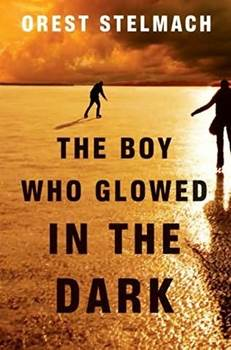 OREST STELMACH
THE BOY
WHO GLOWED
IN THE
DARK